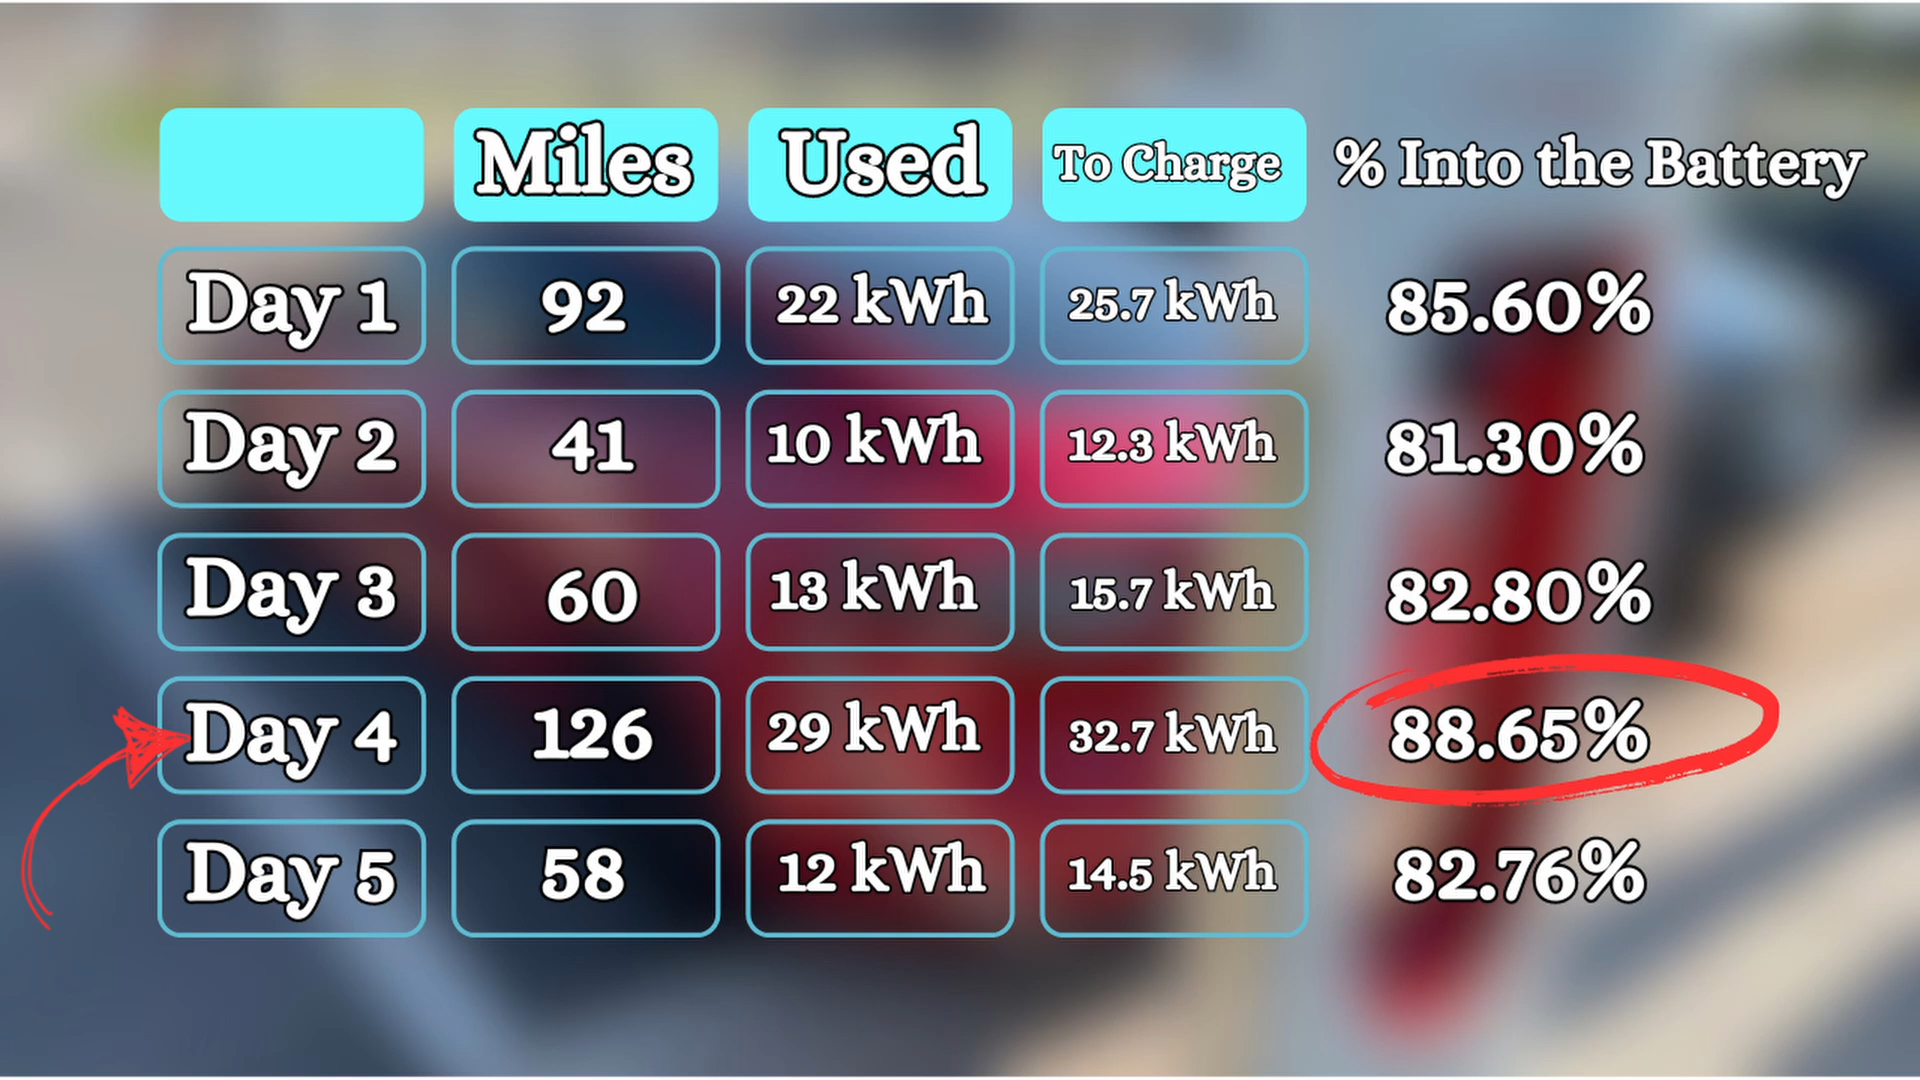 Miles Used To Charge % Into the Battery
Day 1 92 22 kWh 25.7 kWh 85.60%
Day 2 41 10 kWh 12.3 kWh 81.30%
Day 3 60 13 kWh 15.7 kWh 82.80%
Day 4 126 29 kWh 32.7 kWh 88.65%
Day 5 58 12 kWh 14.5 kWh 82.76%